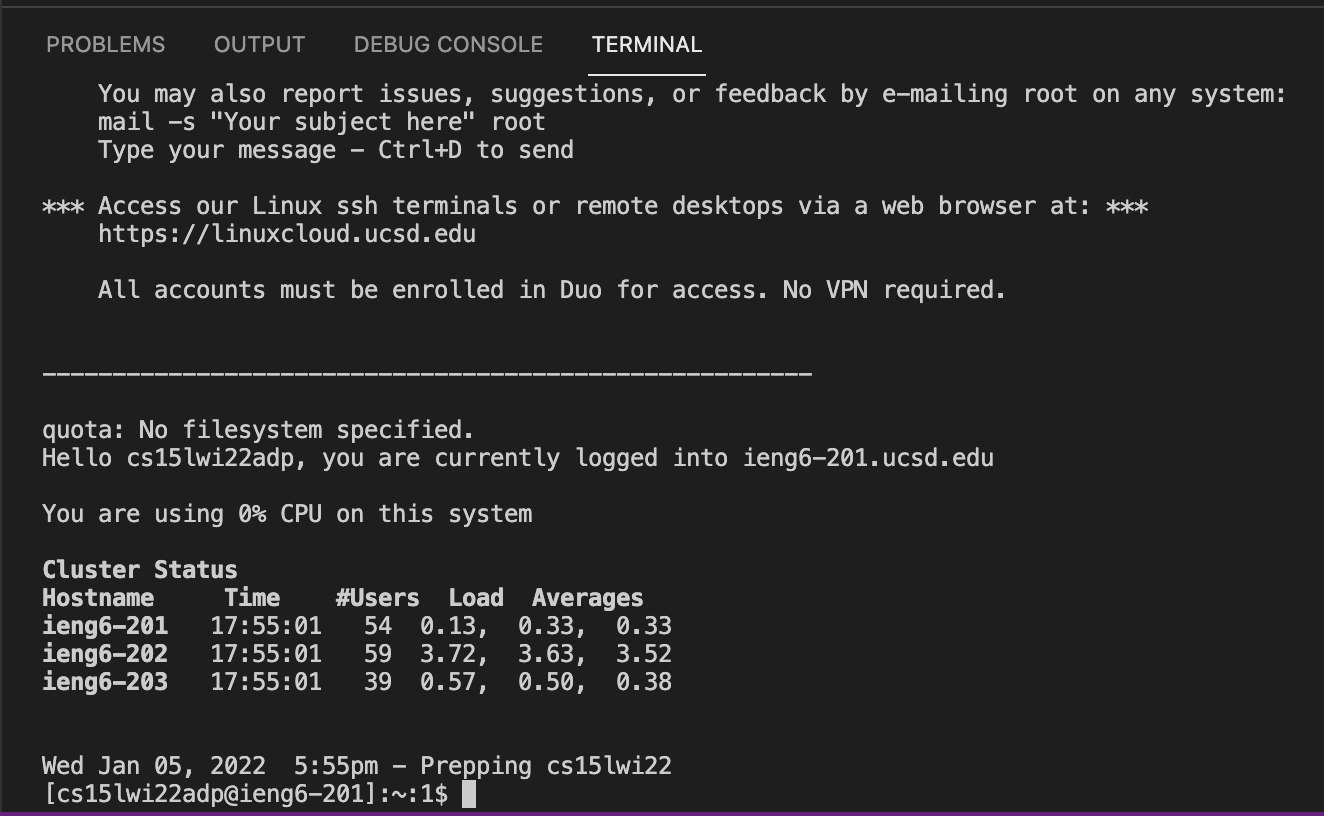 PROBLEMS OUTPUT DEBUG CONSOLE TERMINAL
You may also report issues, suggestions, or feedback by e-mailing root on any system:
mail -s "Your subject here" root
Type your message - Ctrl+D to send
*** Access our Linux ssh terminals or remote desktops via a web browser at: ***
https://linuxcloud.ucsd.edu
All accounts must be enrolled in Duo for access. No VPN required.
-------------------------------------------------------
quota: No filesystem specified.
Hello cs15lwi22adp, you are currently logged into ieng6-201.ucsd.edu
You are using 0% CPU on this system
Cluster Status
Hostname     Time    #Users  Load  Averages
ieng6-201   17:55:01   54  0.13,  0.33,  0.33
ieng6-202   17:55:01   59  3.72,  3.63,  3.52
ieng6-203   17:55:01   39  0.57,  0.50,  0.38
Wed Jan 05, 2022  5:55pm - Prepping cs15lwi22
[cs15lwi22adp@ieng6-201]:~:1$